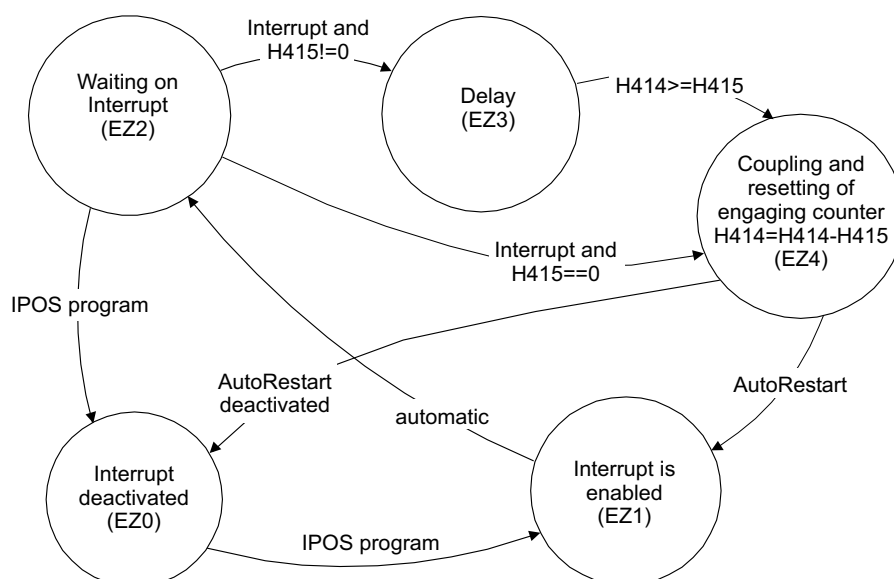 Interrupt and
H415!=0
Waiting on
Interrupt
(EZ2)
Delay
(EZ3)
H414>=H415
Coupling and
resetting of
engaging counter
H414=H414-H415
(EZ4)
Interrupt and
H415==0
IPOS program
AutoRestart
deactivated
automatic
AutoRestart
Interrupt
deactivated
(EZ0)
Interrupt is
enabled
(EZ1)
IPOS program